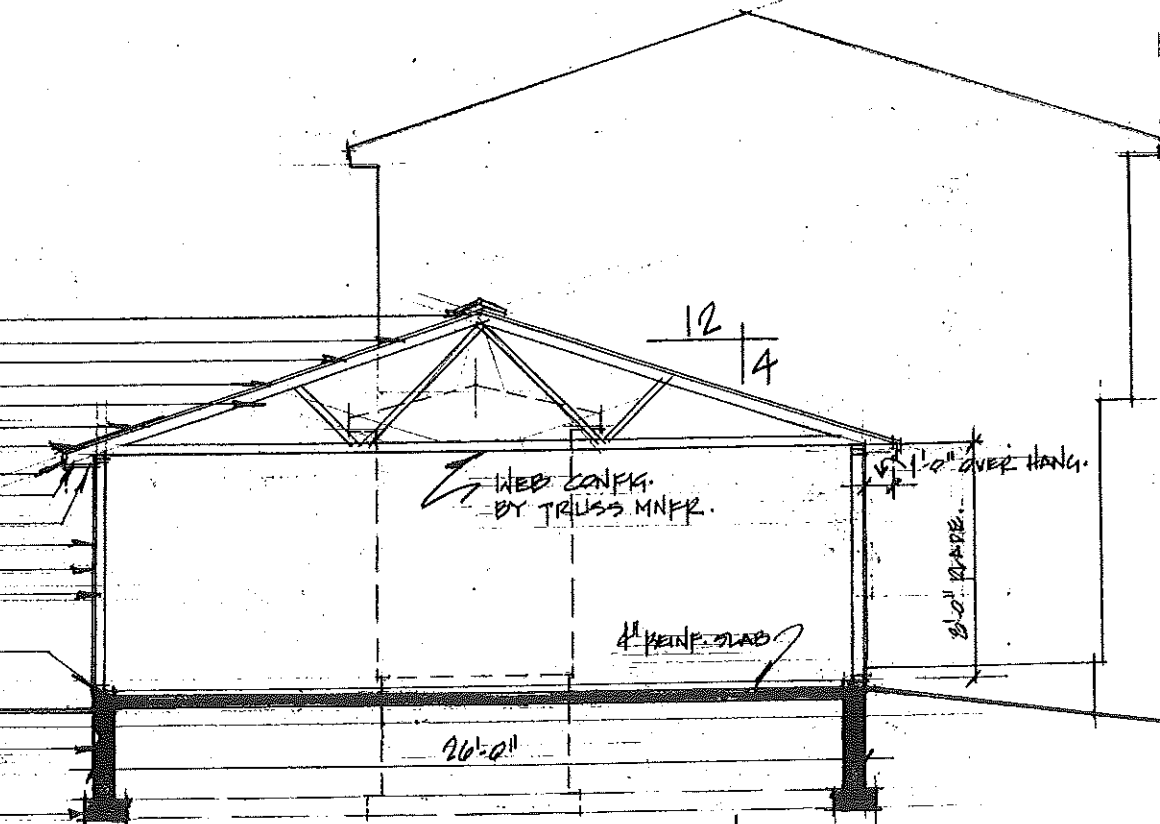 12
4
1'-0" OVER HANG.
WEB CONFIG.
BY TRUSS MNFR.
8'-0"
4" REINF. SLAB
26'-0"